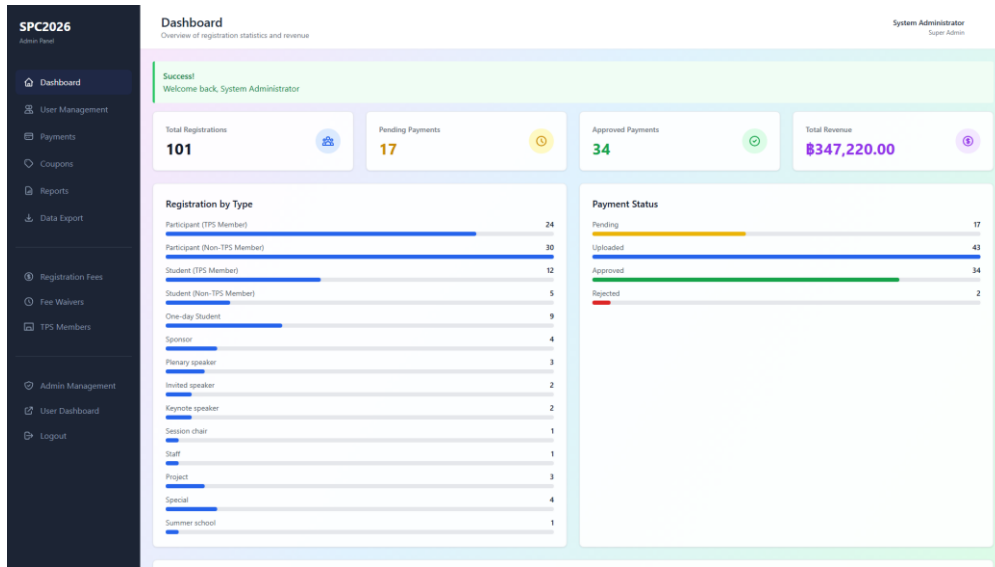 SPC2026
Admin Panel
Dashboard
User Management
Payments
Coupons
Reports
Data Export
Registration Fees
Fee Waivers
TPS Members
Admin Management
User Dashboard
Logout
Dashboard
Overview of registration statistics and revenue
System Administrator
Super Admin
Success!
Welcome back, System Administrator
Total Registrations
101
Pending Payments
17
Approved Payments
34
Total Revenue
฿347,220.00
Registration by Type
Participant (TPS Member) 24
Participant (Non-TPS Member) 30
Student (TPS Member) 12
Student (Non-TPS Member) 5
One-day Student 9
Sponsor 4
Plenary speaker 3
Invited speaker 2
Keynote speaker 2
Session chair 1
Staff 1
Project 3
Special 4
Summer school 1
Payment Status
Pending 17
Uploaded 43
Approved 34
Rejected 2